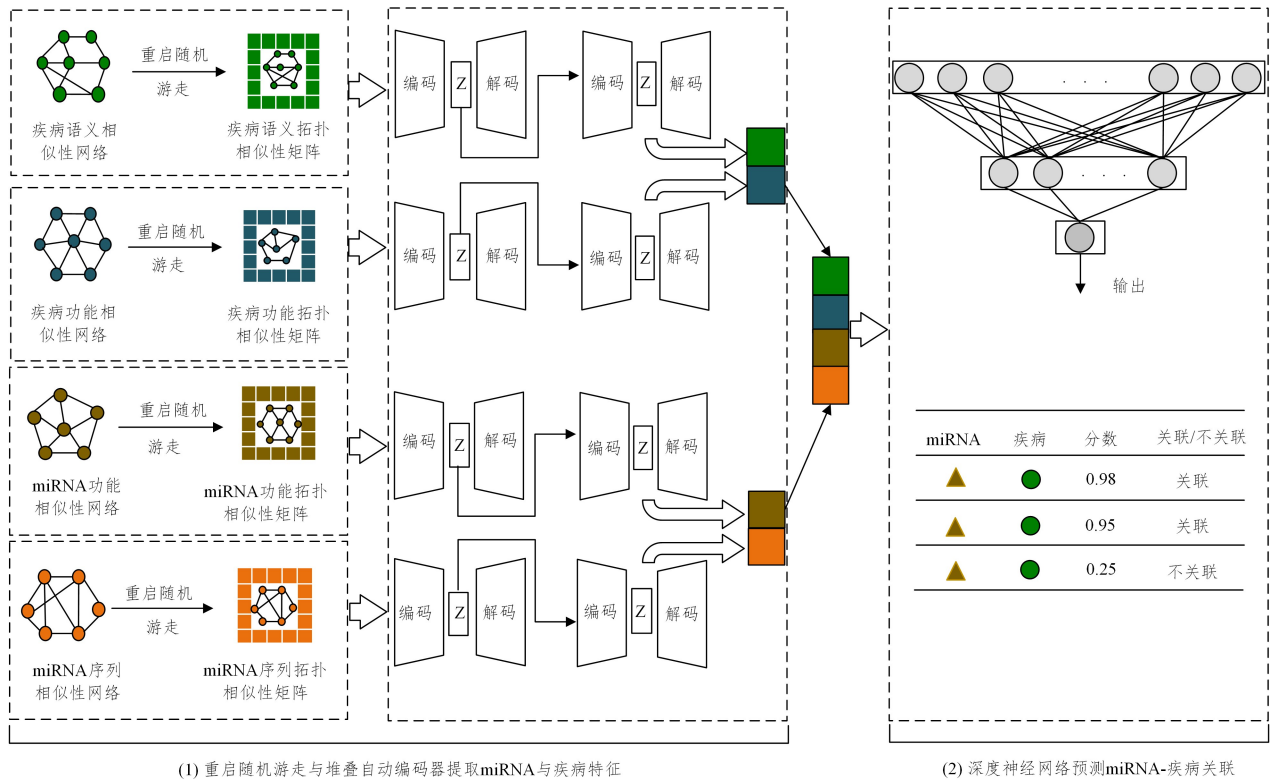 重启随机
游走
疾病语义相
似性网络
疾病语义拓扑
相似性矩阵
重启随机
游走
疾病功能相
似性网络
疾病功能拓扑
相似性矩阵
重启随机
游走
miRNA功能
相似性网络
miRNA功能拓扑
相似性矩阵
重启随机
游走
miRNA序列
相似性网络
miRNA序列拓扑
相似性矩阵
编码 Z 解码 编码 Z 解码
编码 Z 解码 编码 Z 解码
编码 Z 解码 编码 Z 解码
编码 Z 解码 编码 Z 解码
(1) 重启随机游走与堆叠自动编码器提取miRNA与疾病特征
. . .
. . .
输出
miRNA 疾病 分数 关联/不关联
0.98 关联
0.95 关联
0.25 不关联
(2) 深度神经网络预测miRNA-疾病关联